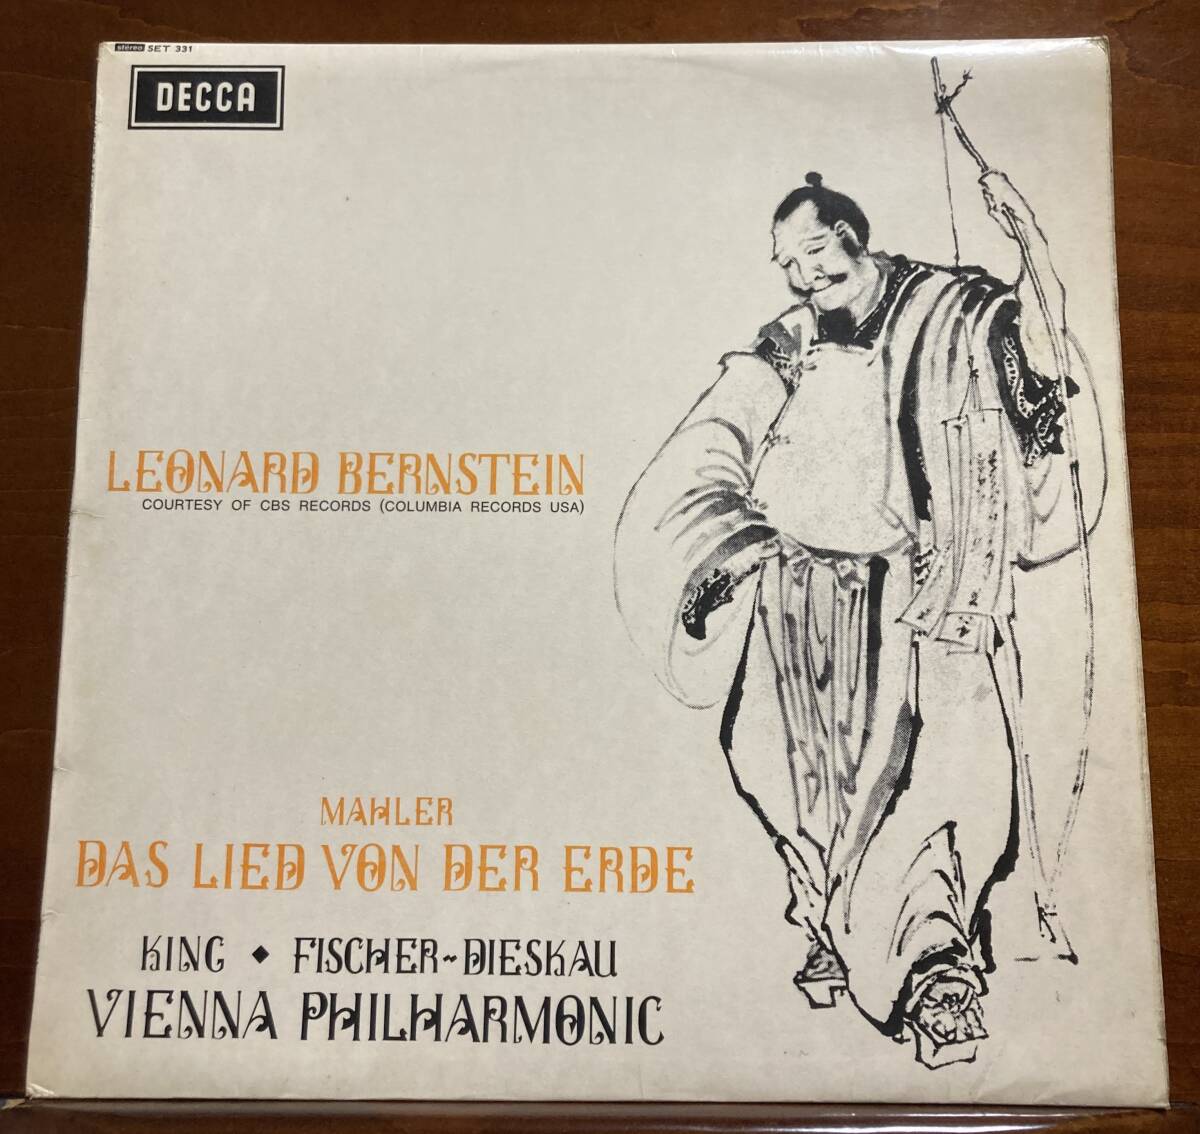 stereo SET 331
DECCA
LEONARD BERNSTEIN
COURTESY OF CBS RECORDS (COLUMBIA RECORDS USA)
MAHLER
DAS LIED VON DER ERDE
KING ◆ FISCHER~DIESKAU
VIENNA PHILHARMONIC